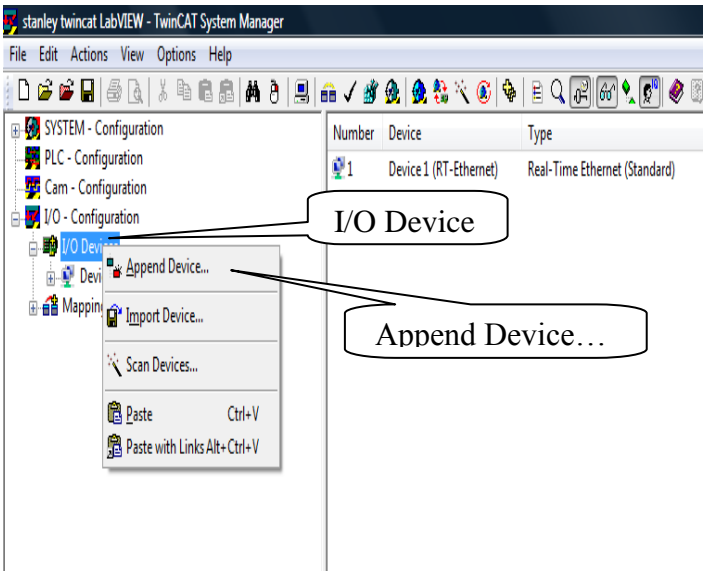 stanley twincat LabVIEW - TwinCAT System Manager
File Edit Actions View Options Help
SYSTEM - Configuration
PLC - Configuration
Cam - Configuration
I/O - Configuration
I/O Devices
Devi
Mappin
Append Device...
Import Device...
Scan Devices...
Paste Ctrl+V
Paste with Links Alt+Ctrl+V
Number Device Type
1 Device 1 (RT-Ethernet) Real-Time Ethernet (Standard)
I/O Device
Append Device…